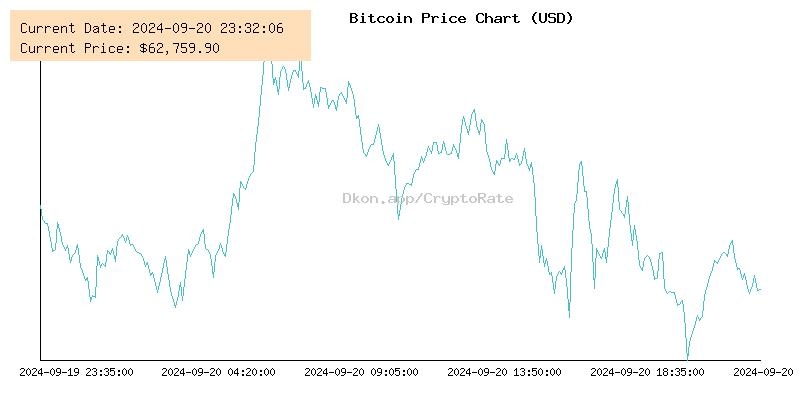 Bitcoin Price Chart (USD)
Current Date: 2024-09-20 23:32:06
Current Price: $62,759.90
Dkon.app/CryptoRate
2024-09-19 23:35:00 2024-09-20 04:20:00 2024-09-20 09:05:00 2024-09-20 13:50:00 2024-09-20 18:35:00 2024-09-20